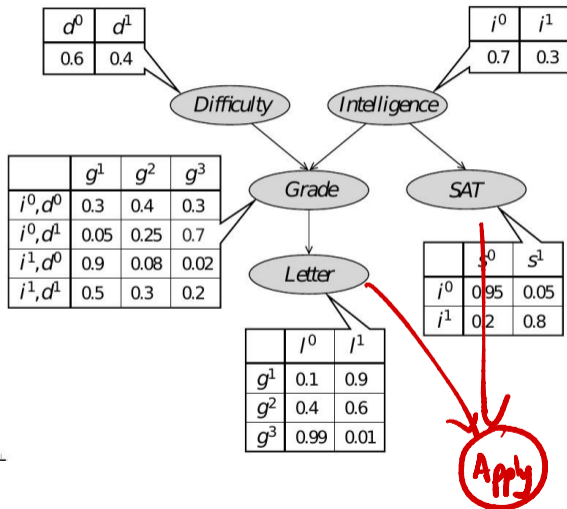 d⁰ d¹
0.6 0.4
i⁰ i¹
0.7 0.3
Difficulty
Intelligence
g¹ g² g³
i⁰,d⁰ 0.3 0.4 0.3
i⁰,d¹ 0.05 0.25 0.7
i¹,d⁰ 0.9 0.08 0.02
i¹,d¹ 0.5 0.3 0.2
Grade
SAT
Letter
s⁰ s¹
i⁰ 0.95 0.05
i¹ 0.2 0.8
l⁰ l¹
g¹ 0.1 0.9
g² 0.4 0.6
g³ 0.99 0.01
Apply